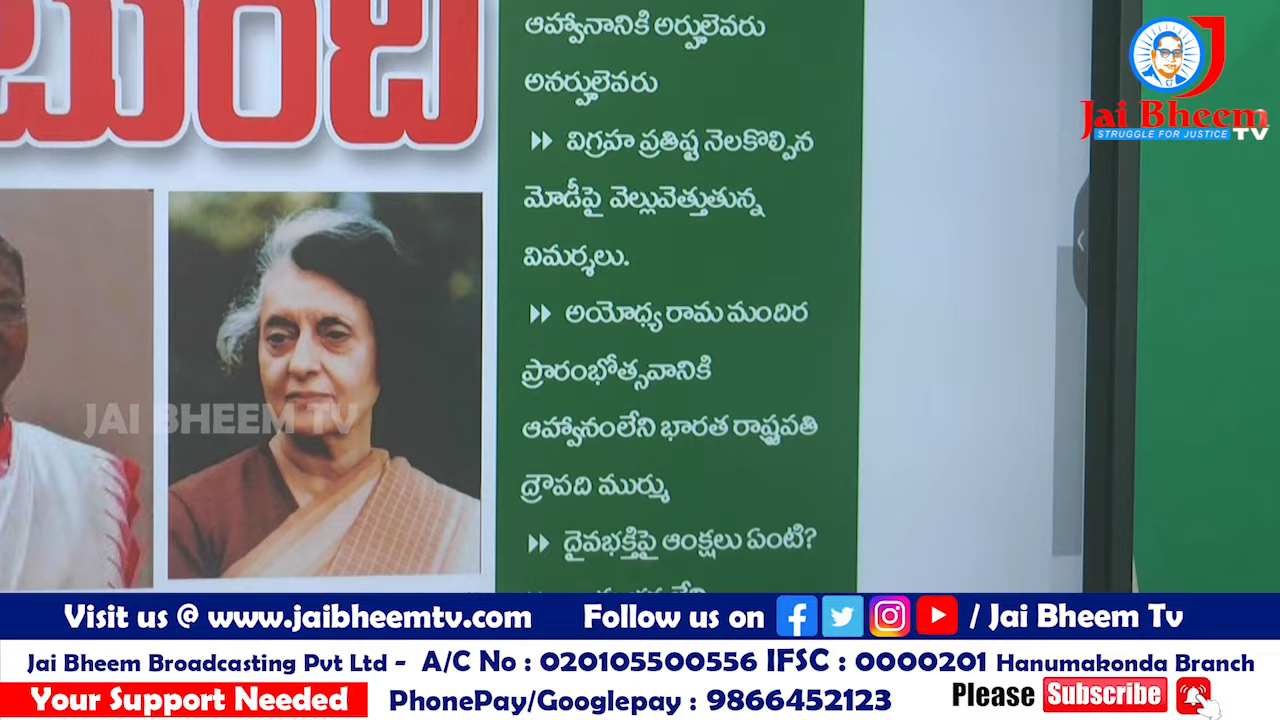 ఆహ్వానానికి అర్హులెవరు
అనర్హులెవరు
విగ్రహ ప్రతిష్ట నెలకొల్పిన
మోడీపై వెల్లువెత్తుతున్న
విమర్శలు.
అయోధ్య రామ మందిర
ప్రారంభోత్సవానికి
ఆహ్వానంలేని భారత రాష్ట్రపతి
ద్రౌపది ముర్ము
దైవభక్తిపై ఆంక్షలు ఏంటి?
J
Jai Bheem
STRUGGLE FOR JUSTICE TV
JAI BHEEM TV
Visit us @ www.jaibheemtv.com Follow us on / Jai Bheem Tv
Jai Bheem Broadcasting Pvt Ltd - A/C No : 020105500556 IFSC : 0000201 Hanumakonda Branch
Your Support Needed PhonePay/Googlepay : 9866452123 Please Subscribe